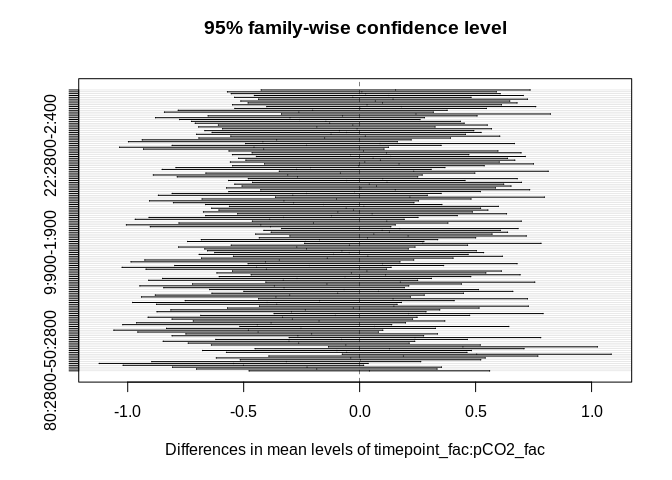 95% family-wise confidence level
22:2800-2:400
9:900-1:900
80:2800-50:2800
-1.0 -0.5 0.0 0.5 1.0
Differences in mean levels of timepoint_fac:pCO2_fac